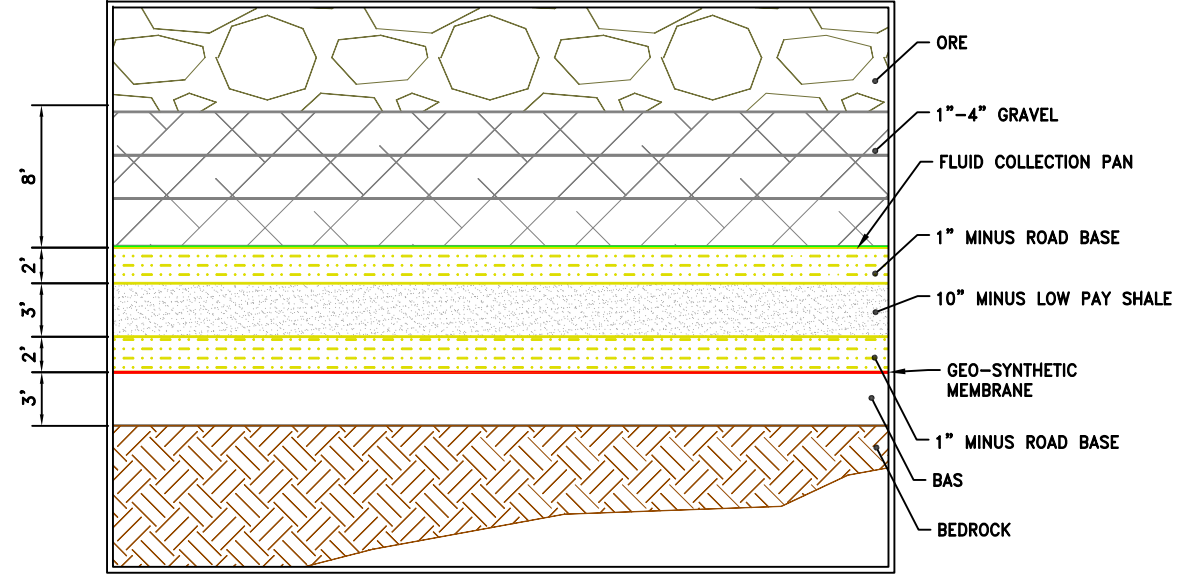 ORE
1”-4” GRAVEL
FLUID COLLECTION PAN
8’
1” MINUS ROAD BASE
2’
10” MINUS LOW PAY SHALE
3’
2’
GEO-SYNTHETIC
MEMBRANE
3’
1” MINUS ROAD BASE
BAS
BEDROCK